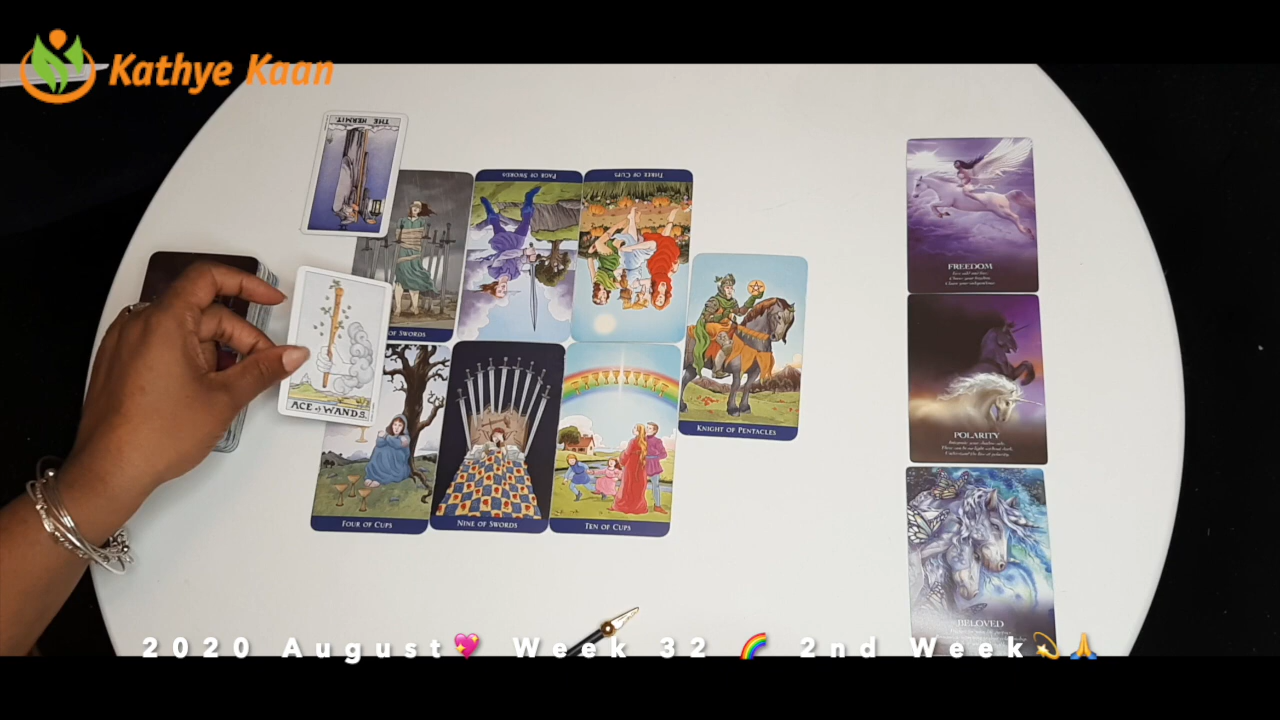 Kathye Kaan
THE HERMIT.
PAGE OF SWORDS
THREE OF CUPS
OF SWORDS
ACE of WANDS.
KNIGHT OF PENTACLES
FOUR OF CUPS
NINE OF SWORDS
TEN OF CUPS
FREEDOM
POLARITY
BELOVED
2020 August💖 Week 32 🌈 2nd Week💫🙏